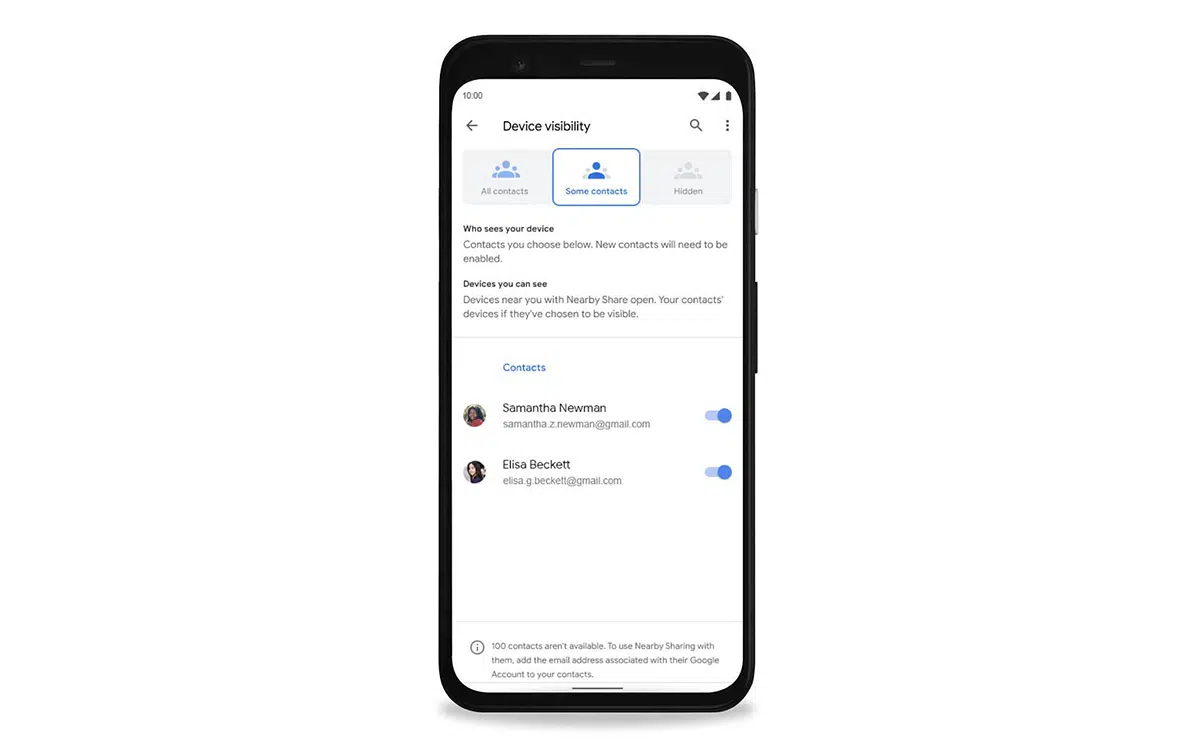 10:00
Device visibility
All contacts
Some contacts
Hidden
Who sees your device
Contacts you choose below. New contacts will need to be
enabled.
Devices you can see
Devices near you with Nearby Share open. Your contacts'
devices if they've chosen to be visible.
Contacts
Samantha Newman
samantha.z.newman@gmail.com
Elisa Beckett
elisa.g.beckett@gmail.com
100 contacts aren't available. To use Nearby Sharing with
them, add the email address associated with their Google
Account to your contacts.